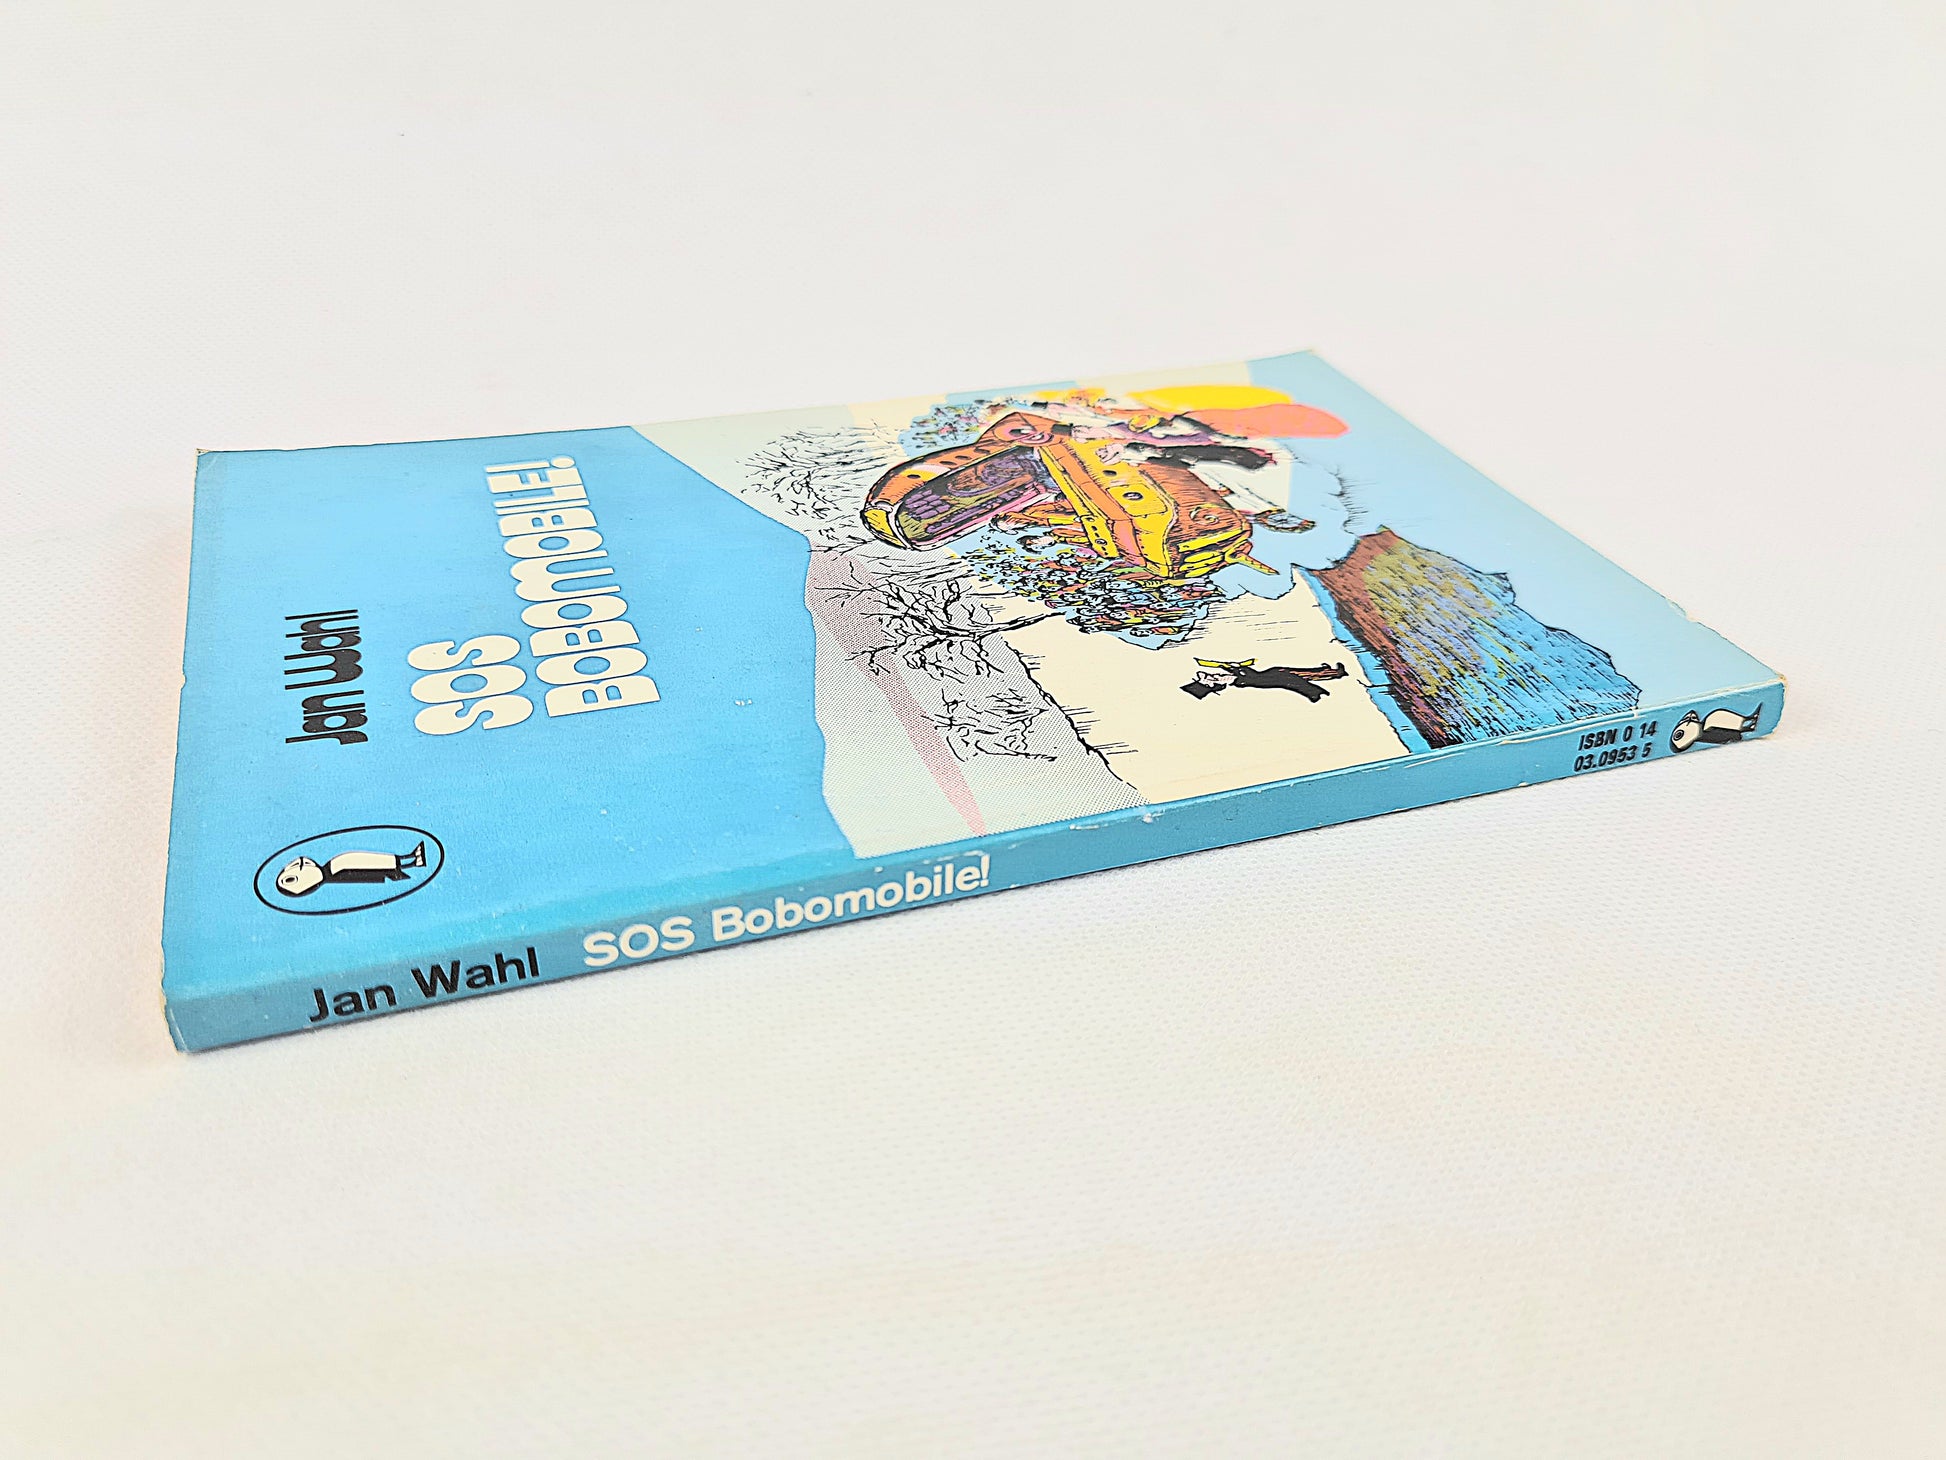 Jan Wahl
SOS
BOBOMOBILE!
Jan Wahl SOS Bobomobile!
ISBN 0 14
03.0953 5